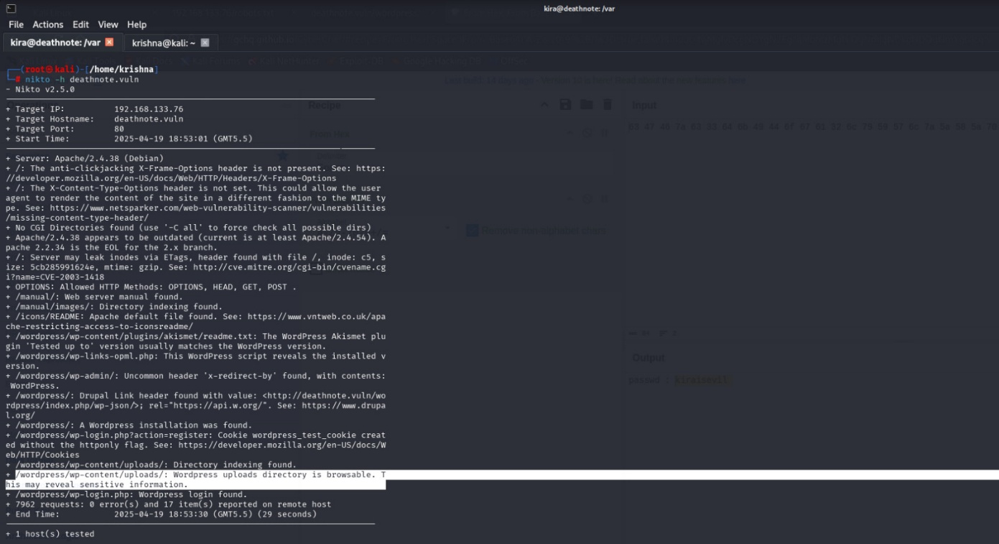 kira@deathnote: /var
File Actions Edit View Help
kira@deathnote: /var
krishna@kali: ~
(root㉿kali)-[/home/krishna]
# nikto -h deathnote.vuln
- Nikto v2.5.0
+ Target IP: 192.168.133.76
+ Target Hostname: deathnote.vuln
+ Target Port: 80
+ Start Time: 2025-04-19 18:53:01 (GMT5.5)
+ Server: Apache/2.4.38 (Debian)
+ /: The anti-clickjacking X-Frame-Options header is not present. See: https:
//developer.mozilla.org/en-US/docs/Web/HTTP/Headers/X-Frame-Options
+ /: The X-Content-Type-Options header is not set. This could allow the user
agent to render the content of the site in a different fashion to the MIME ty
pe. See: https://www.netsparker.com/web-vulnerability-scanner/vulnerabilities
/missing-content-type-header/
+ No CGI Directories found (use '-C all' to force check all possible dirs)
+ Apache/2.4.38 appears to be outdated (current is at least Apache/2.4.54). A
pache 2.2.34 is the EOL for the 2.x branch.
+ /: Server may leak inodes via ETags, header found with file /, inode: c5, s
ize: 5cb285991624e, mtime: gzip. See: http://cve.mitre.org/cgi-bin/cvename.cg
i?name=CVE-2003-1418
+ OPTIONS: Allowed HTTP Methods: OPTIONS, HEAD, GET, POST .
+ /manual/: Web server manual found.
+ /manual/images/: Directory indexing found.
+ /icons/README: Apache default file found. See: https://www.vntweb.co.uk/apa
che-restricting-access-to-iconsreadme/
+ /wordpress/wp-content/plugins/akismet/readme.txt: The WordPress Akismet plu
gin 'Tested up to' version usually matches the WordPress version.
+ /wordpress/wp-links-opml.php: This WordPress script reveals the installed v
ersion.
+ /wordpress/wp-admin/: Uncommon header 'x-redirect-by' found, with contents:
WordPress.
+ /wordpress/: Drupal Link header found with value: <http://deathnote.vuln/wo
rdpress/index.php/wp-json/>; rel="https://api.w.org/". See: https://www.drupa
l.org/
+ /wordpress/: A Wordpress installation was found.
+ /wordpress/wp-login.php?action=register: Cookie wordpress_test_cookie creat
ed without the httponly flag. See: https://developer.mozilla.org/en-US/docs/W
eb/HTTP/Cookies
+ /wordpress/wp-content/uploads/: Directory indexing found.
+ /wordpress/wp-content/uploads/: Wordpress uploads directory is browsable. T
his may reveal sensitive information.
+ /wordpress/wp-login.php: Wordpress login found.
+ 7962 requests: 0 error(s) and 17 item(s) reported on remote host
+ End Time: 2025-04-19 18:53:30 (GMT5.5) (29 seconds)
+ 1 host(s) tested
Recipe
From Hex
Remove non-alphabet chars
Input
Output
passwd : kiraisevil